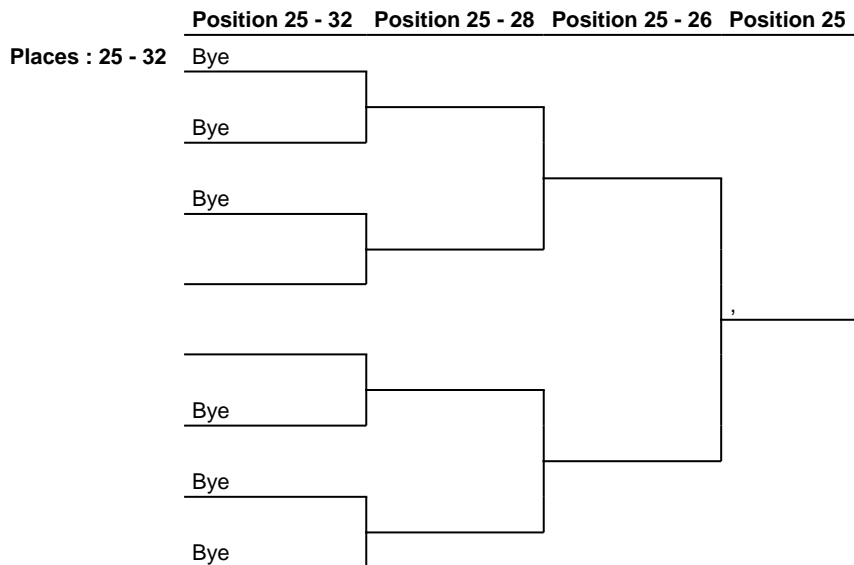 Position 25 - 32 Position 25 - 28 Position 25 - 26 Position 25
Places : 25 - 32 Bye
Bye
Bye
,
Bye
Bye
Bye